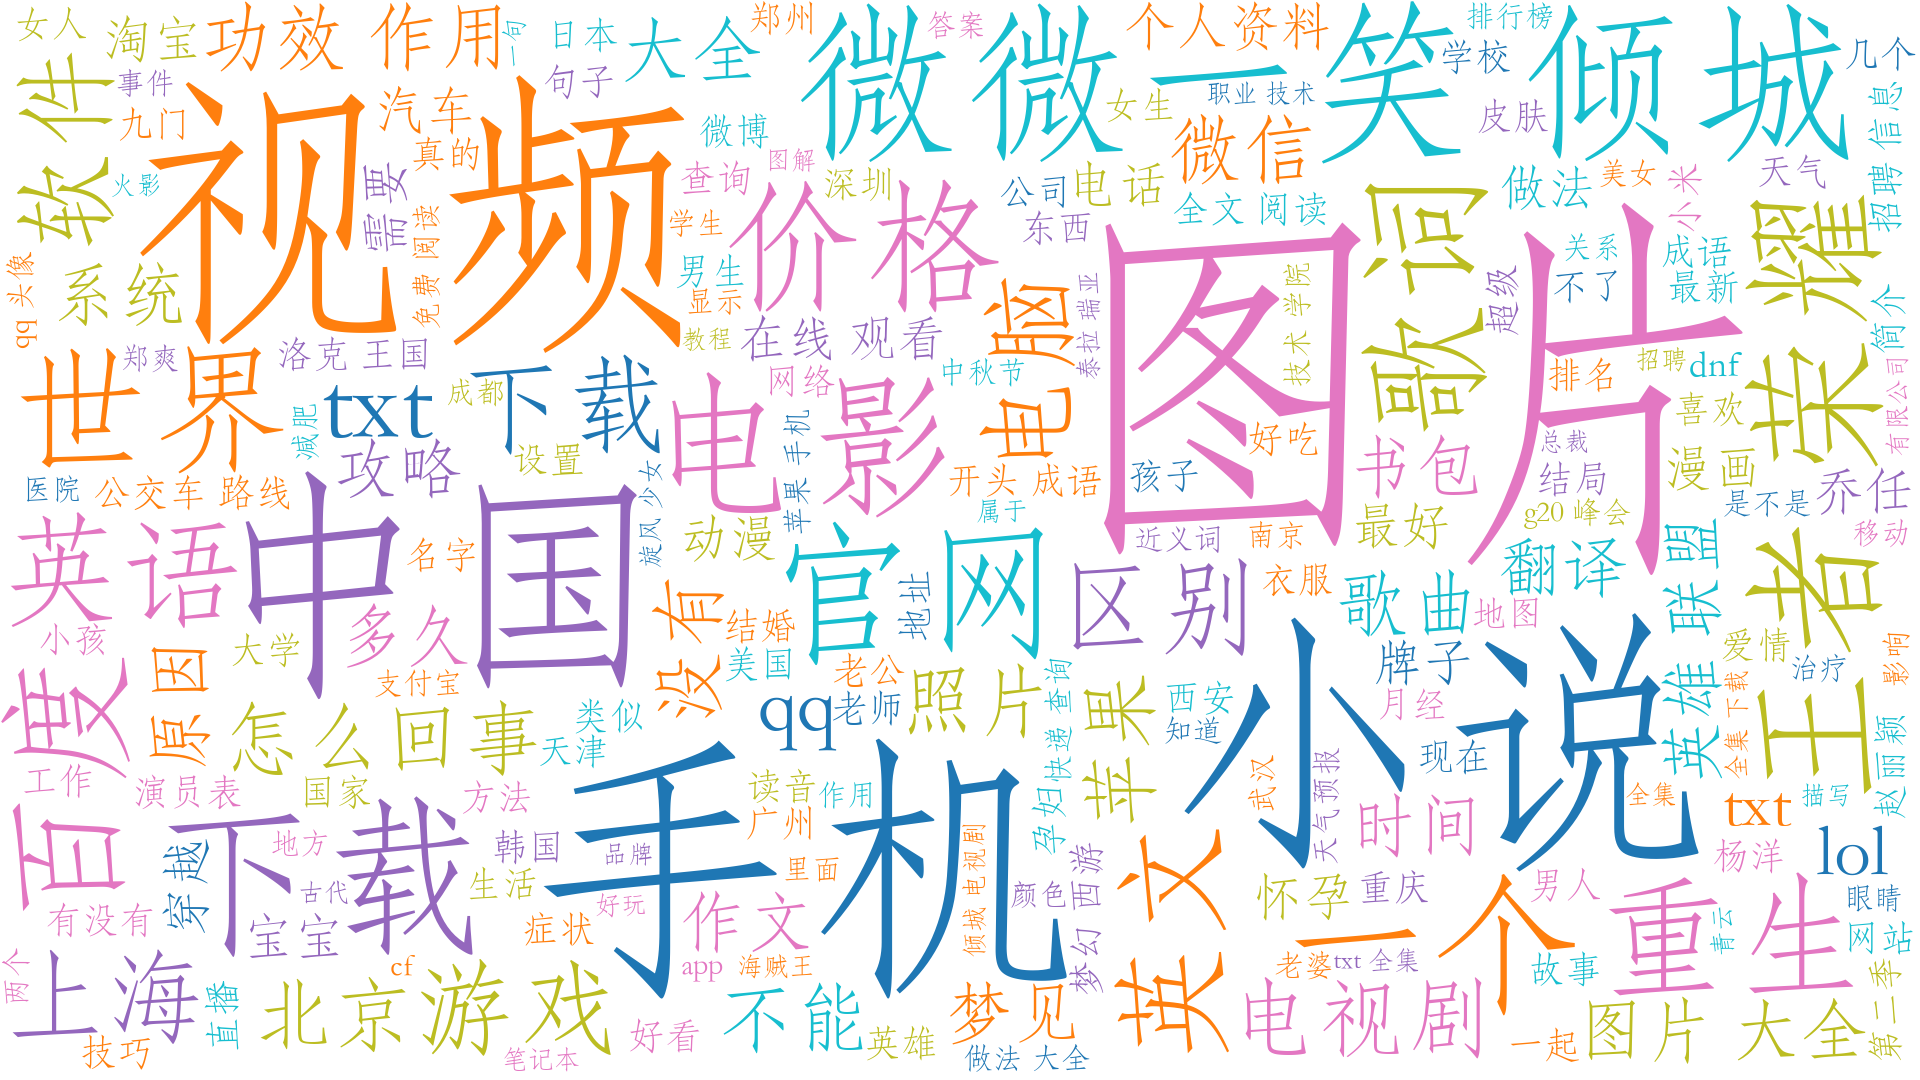 女人
淘宝
功效 作用
一句
日本
大全
郑州
微微一笑倾城
答案
个人资料
排行榜
学校
几个
软件
事件
九门
火影
视频
汽车
真的
句子
微博
女生
微信
职业 技术
皮肤
招聘 信息
需要
阅读
免费
查询
图解
学生
深圳
价格
公司
电话
东西
全文 阅读
歌词
做法
美女
小米
天气
王者 荣耀
系统
qq 头像
男生
显示
教程
图片
技术 学院
泰拉 瑞亚
超级
关系
不了
成语
最新
简介
郑爽
洛克 王国
在线 观看
电脑
世界
减肥
txt
成都
下载
电影
网络
中秋节
排名
招聘
dnf
喜欢
有限公司
攻略
设置
旋风 少女
苹果 手机
好吃
书包
总裁
结局
漫画
乔任
医院
公交车 路线
中国
动漫
开头 成语
孩子
属于
最好
g20 峰会
是不是
移动
英语
名字
官网
近义词
南京
翻译
英雄 联盟
小孩
大学
多久
没有
结婚
地址
区别
衣服
歌曲
地图
百度
原因
支付宝
美国
老公
照片
快递 查询
苹果
西安
小说
牌子
爱情
治疗
影响
怎么回事
类似
天津
qq
老师
知道
月经
现在
全集 下载
赵丽颖
工作
演员表
国家
方法
手机
读音
作用
广州
孕妇
武汉
天气预报
时间
全集
txt
描写
穿越
地方
下载
韩国
品牌
里面
倾城 电视剧
颜色
梦幻 西游
英文
怀孕
重庆
一个
杨洋
lol
男人
眼睛
有没有
宝宝
古代
生活
好玩
症状
作文
重生
青云
网站
两个
上海
直播
cf
app
海贼王
老婆
txt 全集
故事
第二季
技巧
北京
游戏
笔记本
好看
不能
英雄
梦见
做法 大全
电视剧
一起
图片 大全